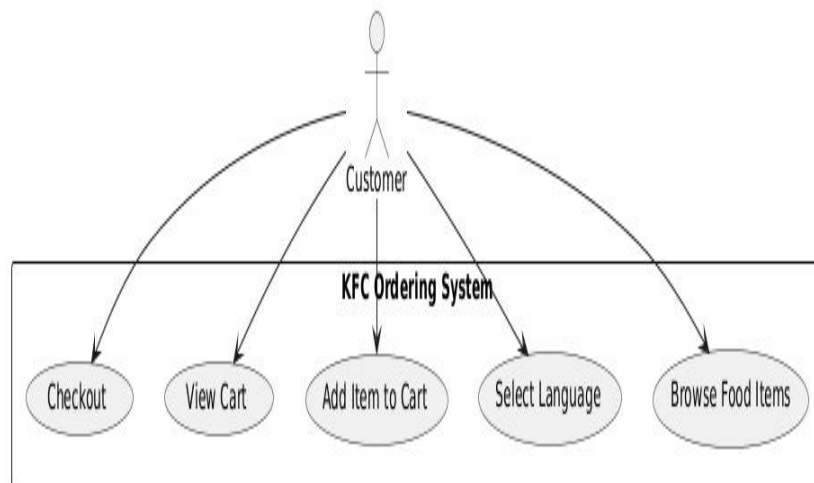 Customer
KFC Ordering System
Checkout
View Cart
Add Item to Cart
Select Language
Browse Food Items